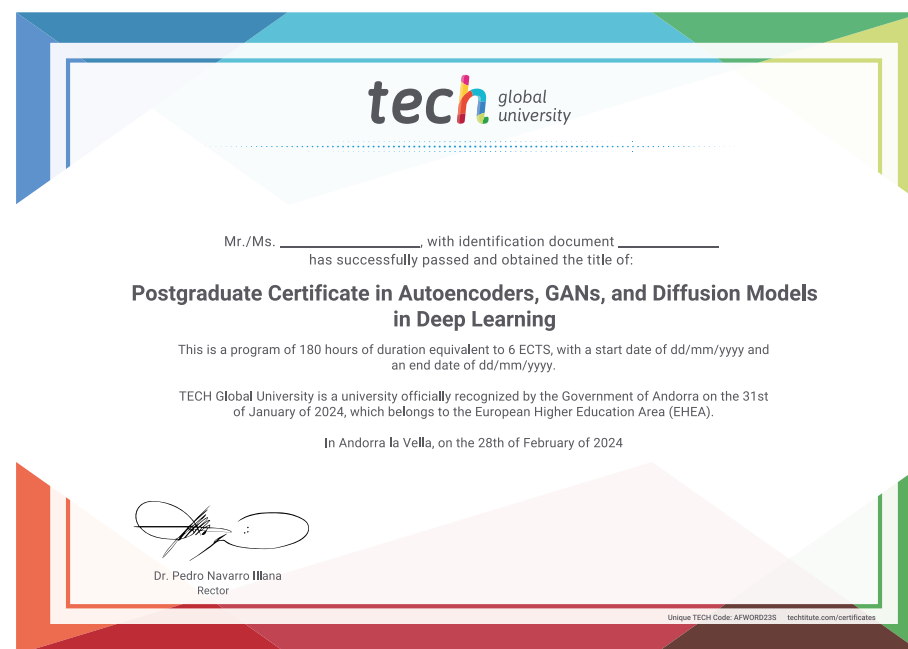 tech global
university
Mr./Ms. ____________________, with identification document ______________
has successfully passed and obtained the title of:
Postgraduate Certificate in Autoencoders, GANs, and Diffusion Models
in Deep Learning
This is a program of 180 hours of duration equivalent to 6 ECTS, with a start date of dd/mm/yyyy and
an end date of dd/mm/yyyy.
TECH Global University is a university officially recognized by the Government of Andorra on the 31st
of January of 2024, which belongs to the European Higher Education Area (EHEA).
In Andorra la Vella, on the 28th of February of 2024
Dr. Pedro Navarro Illana
Rector
Unique TECH Code: AFWORD23S techtitute.com/certificates